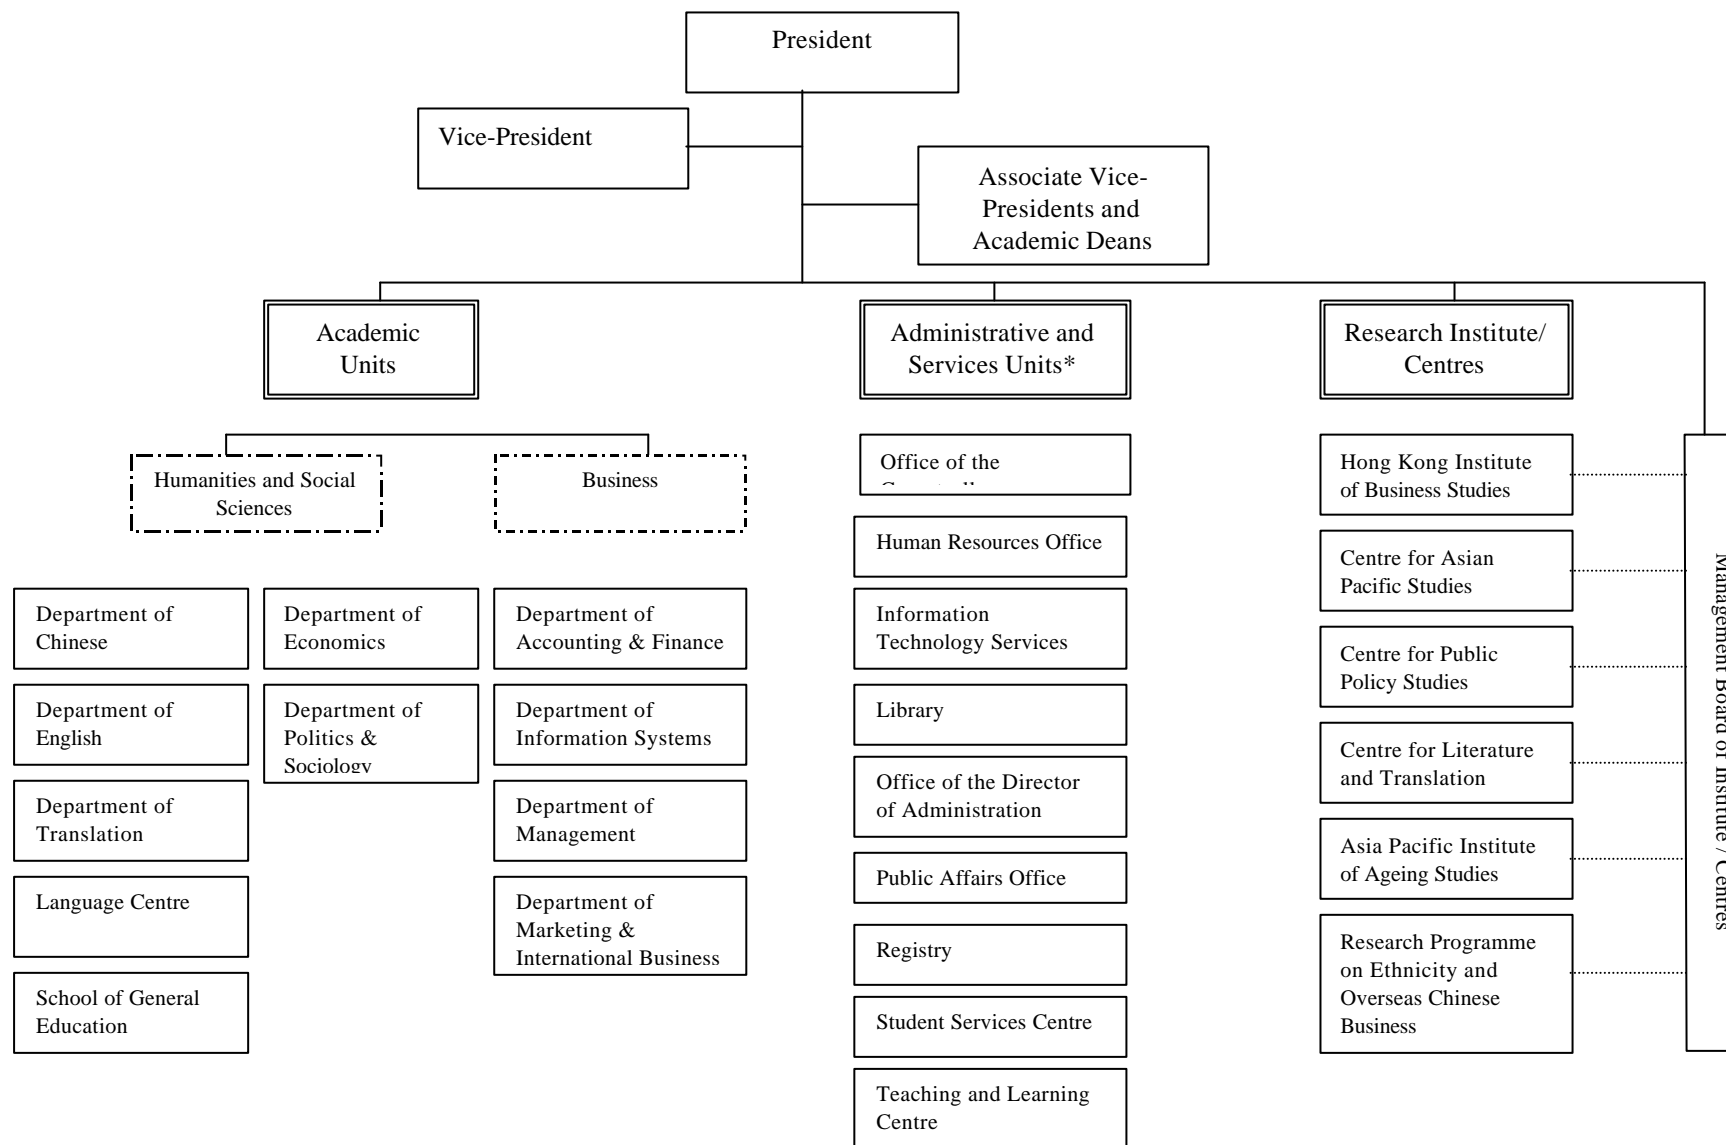 President
Vice-President
Associate Vice-
Presidents and
Academic Deans
Academic
Units
Administrative and
Services Units*
Research Institute/
Centres
Humanities and Social
Sciences
Business
Department of
Chinese
Department of
English
Department of
Translation
Language Centre
School of General
Education
Department of
Economics
Department of
Politics &
Sociology
Department of
Accounting & Finance
Department of
Information Systems
Department of
Management
Department of
Marketing &
International Business
Office of the
Human Resources Office
Information
Technology Services
Library
Office of the Director
of Administration
Public Affairs Office
Registry
Student Services Centre
Teaching and Learning
Centre
Hong Kong Institute
of Business Studies
Centre for Asian
Pacific Studies
Centre for Public
Policy Studies
Centre for Literature
and Translation
Asia Pacific Institute
of Ageing Studies
Research Programme
on Ethnicity and
Overseas Chinese
Business
Management Board of Institute / Centres